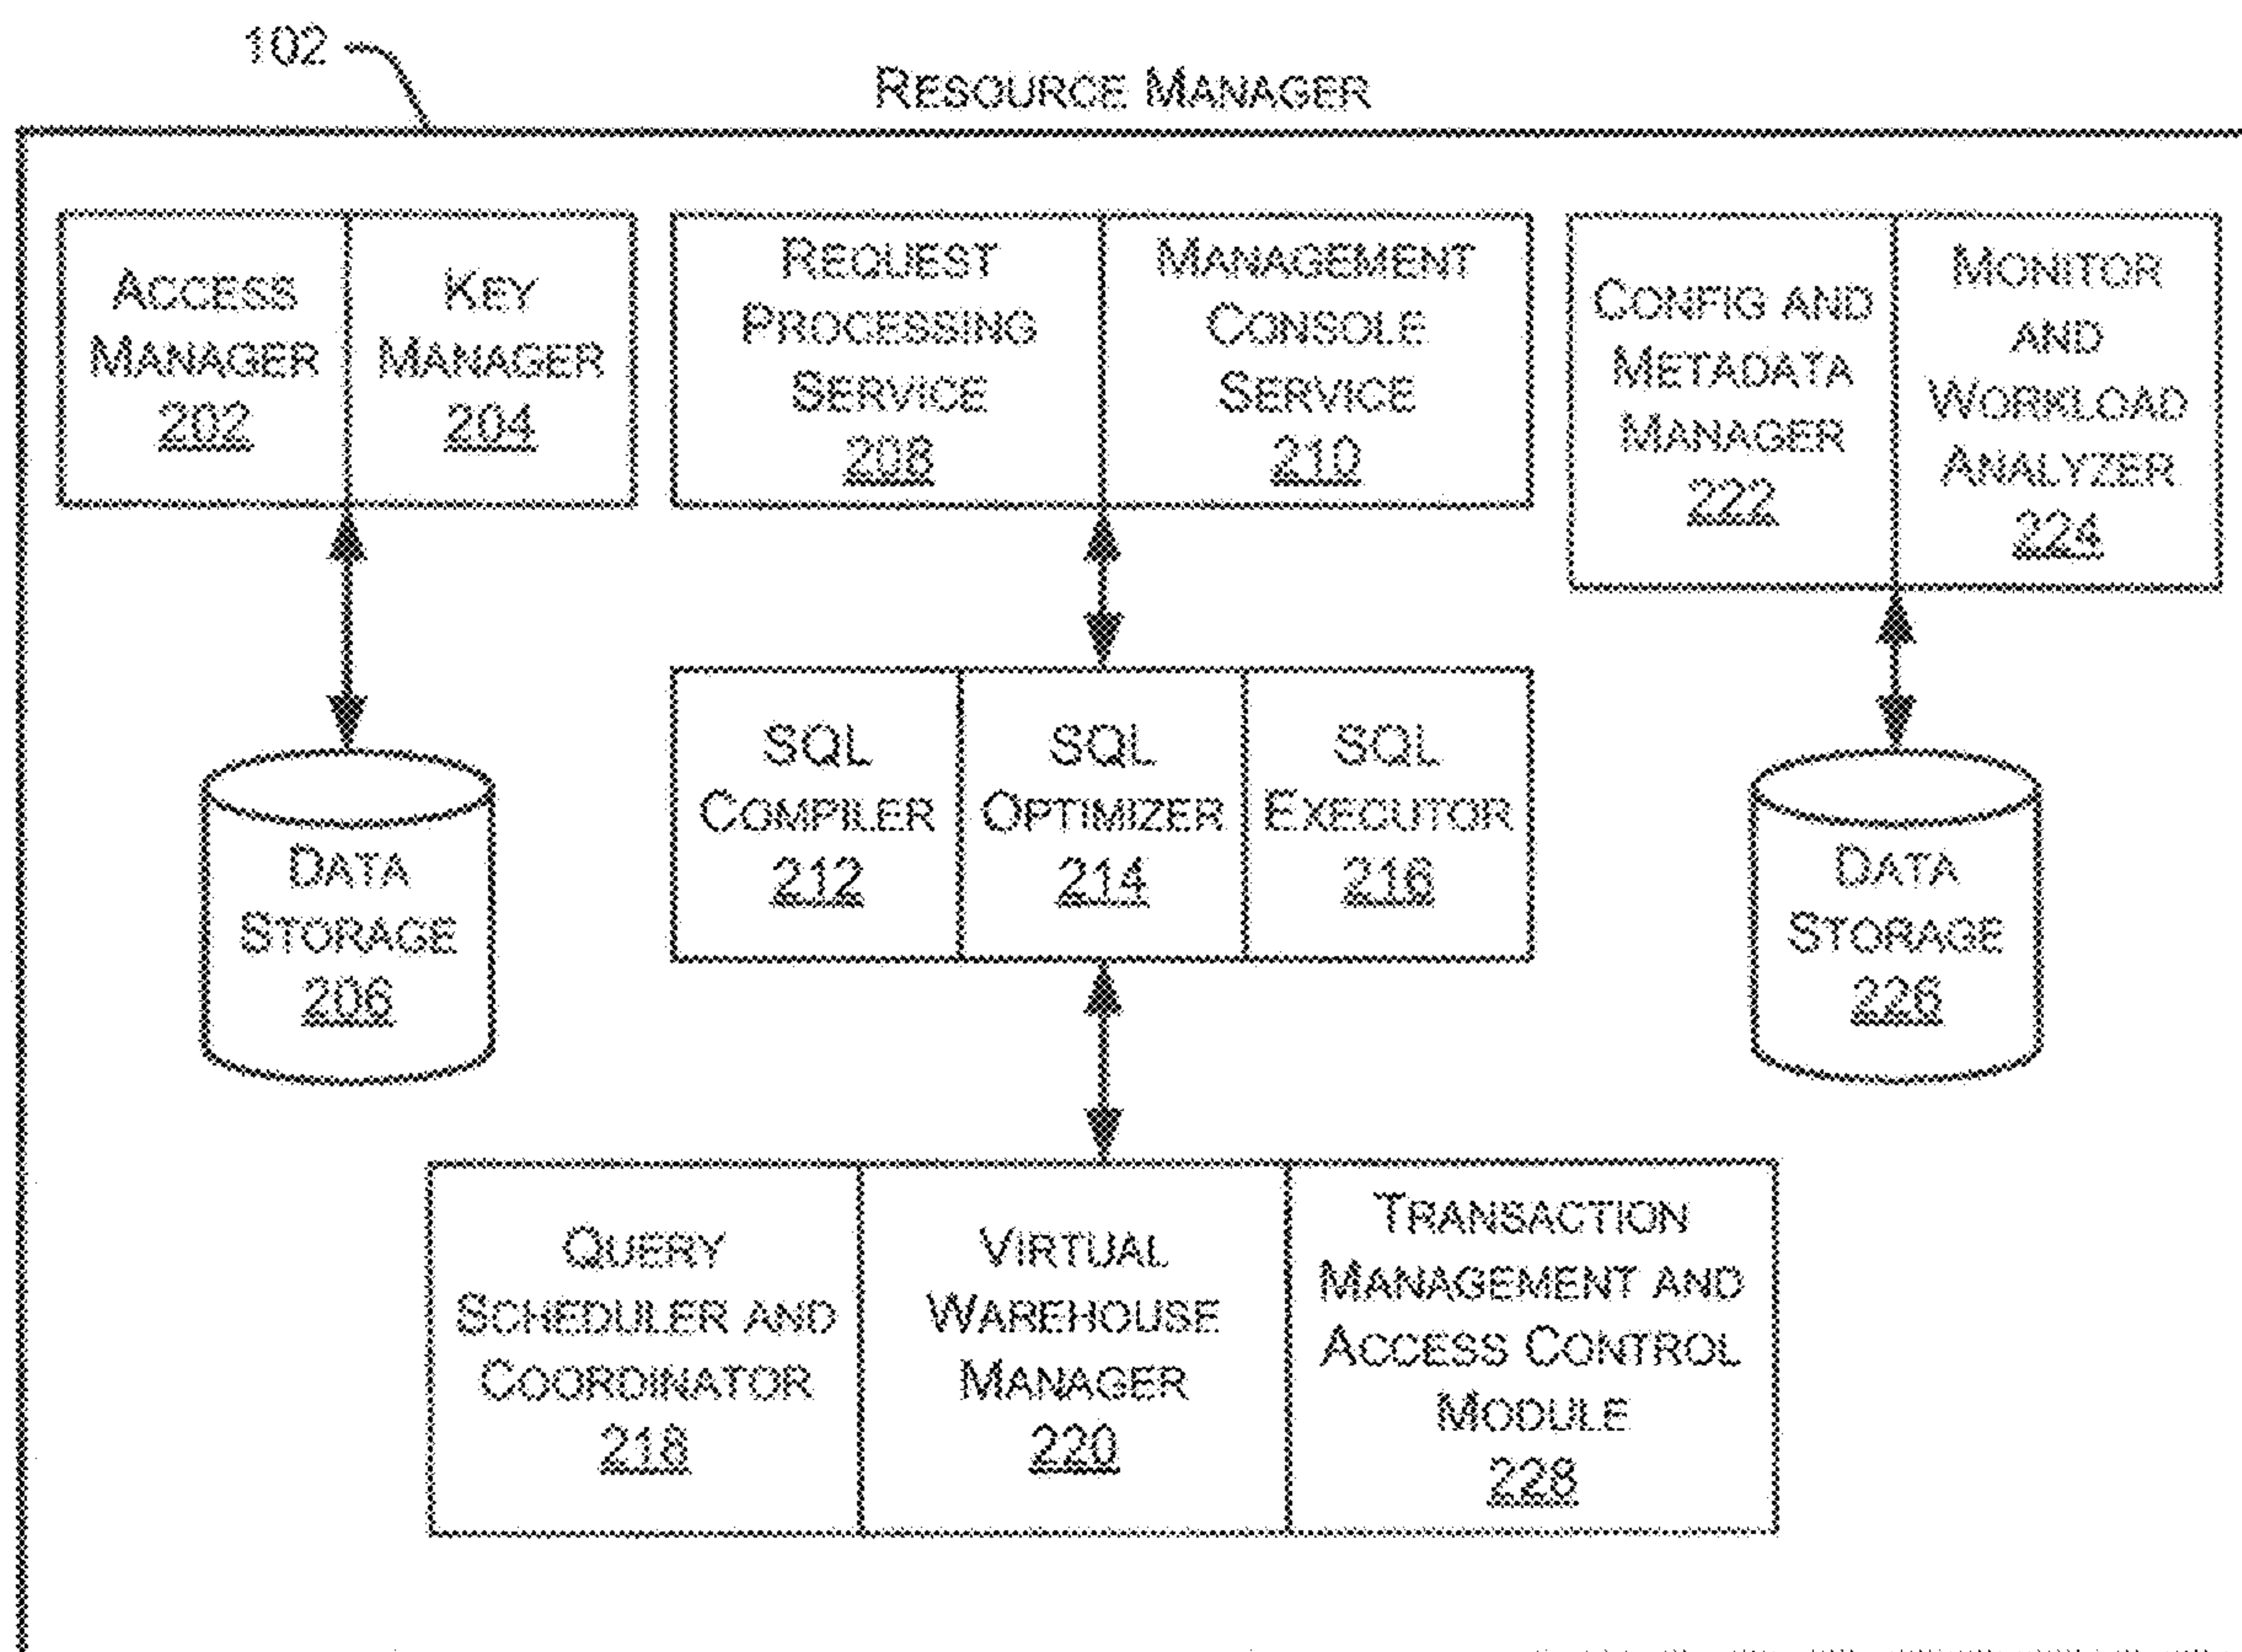 102
RESOURCE MANAGER
ACCESS
MANAGER
202
KEY
MANAGER
204
REQUEST
PROCESSING
SERVICE
208
MANAGEMENT
CONSOLE
SERVICE
210
CONFIG AND
METADATA
MANAGER
222
MONITOR
AND
WORKLOAD
ANALYZER
224
DATA
STORAGE
206
SQL
COMPILER
212
SQL
OPTIMIZER
214
SQL
EXECUTOR
216
DATA
STORAGE
226
QUERY
SCHEDULER AND
COORDINATOR
218
VIRTUAL
WAREHOUSE
MANAGER
220
TRANSACTION
MANAGEMENT AND
ACCESS CONTROL
MODULE
228